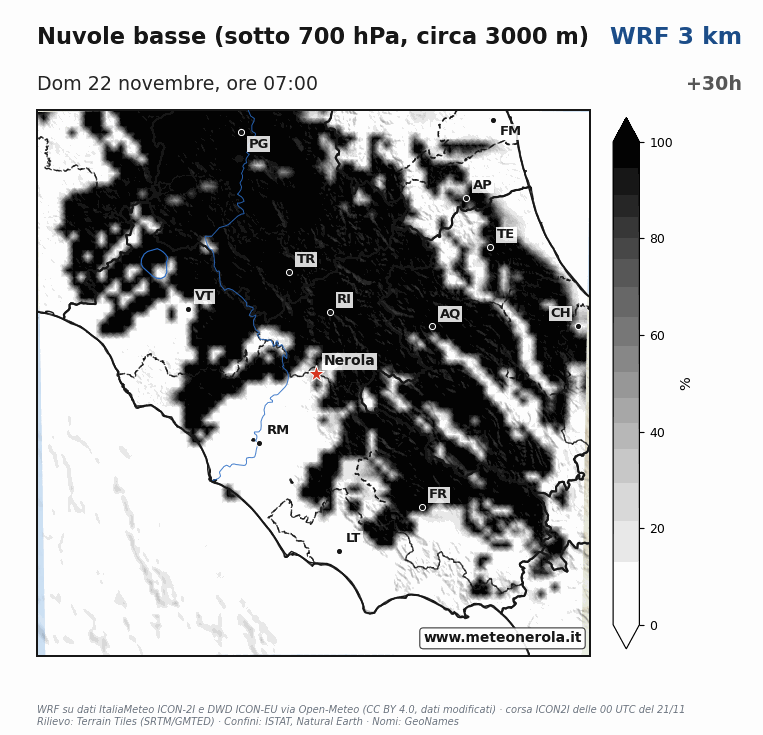 Nuvole basse (sotto 700 hPa, circa 3000 m) WRF 3 km
Dom 22 novembre, ore 07:00 +30h
FM
PG
100
AP
TE
80
TR
VT
RI
AQ
CH
60
Nerola
%
RM
40
FR
LT
20
www.meteonerola.it
0
WRF su dati ItaliaMeteo ICON-2I e DWD ICON-EU via Open-Meteo (CC BY 4.0, dati modificati) · corsa ICON2I delle 00 UTC del 21/11
Rilievo: Terrain Tiles (SRTM/GMTED) · Confini: ISTAT, Natural Earth · Nomi: GeoNames